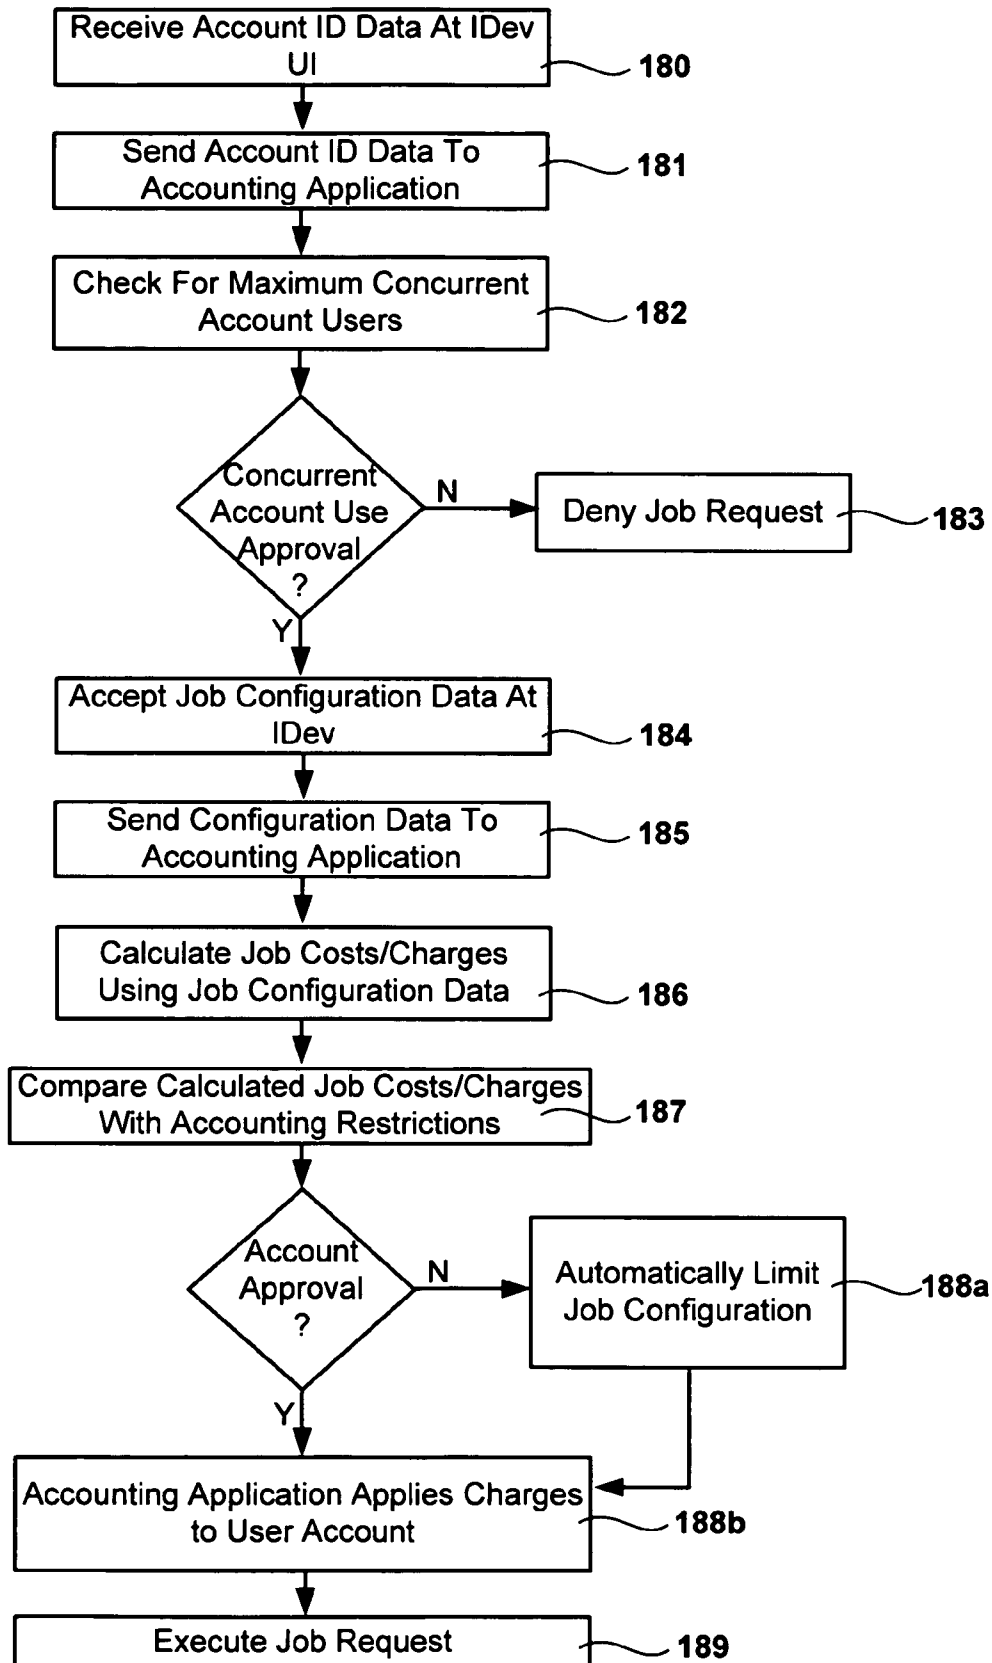 Receive Account ID Data At IDev
UI
180
Send Account ID Data To
Accounting Application
181
Check For Maximum Concurrent
Account Users
182
Concurrent
Account Use
Approval
?
N
Deny Job Request
183
Y
Accept Job Configuration Data At
IDev
184
Send Configuration Data To
Accounting Application
185
Calculate Job Costs/Charges
Using Job Configuration Data
186
Compare Calculated Job Costs/Charges
With Accounting Restrictions
187
Account
Approval
?
N
Automatically Limit
Job Configuration
188a
Y
Accounting Application Applies Charges
to User Account
188b
Execute Job Request
189